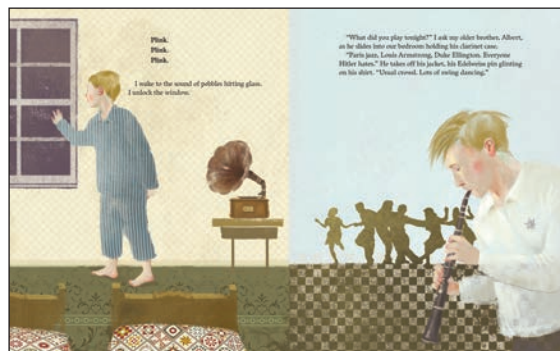 Plink.
Plink.
Plink.
I wake to the sound of pebbles hitting glass.
I unlock the window.
"What did you play tonight?" I ask my older brother, Albert,
as he slides into our bedroom holding his clarinet case.
"Paris jazz, Louis Armstrong, Duke Ellington. Everyone
Hitler hates." He takes off his jacket, his Edelweiss pin glinting
on his shirt. "Usual crowd. Lots of swing dancing."